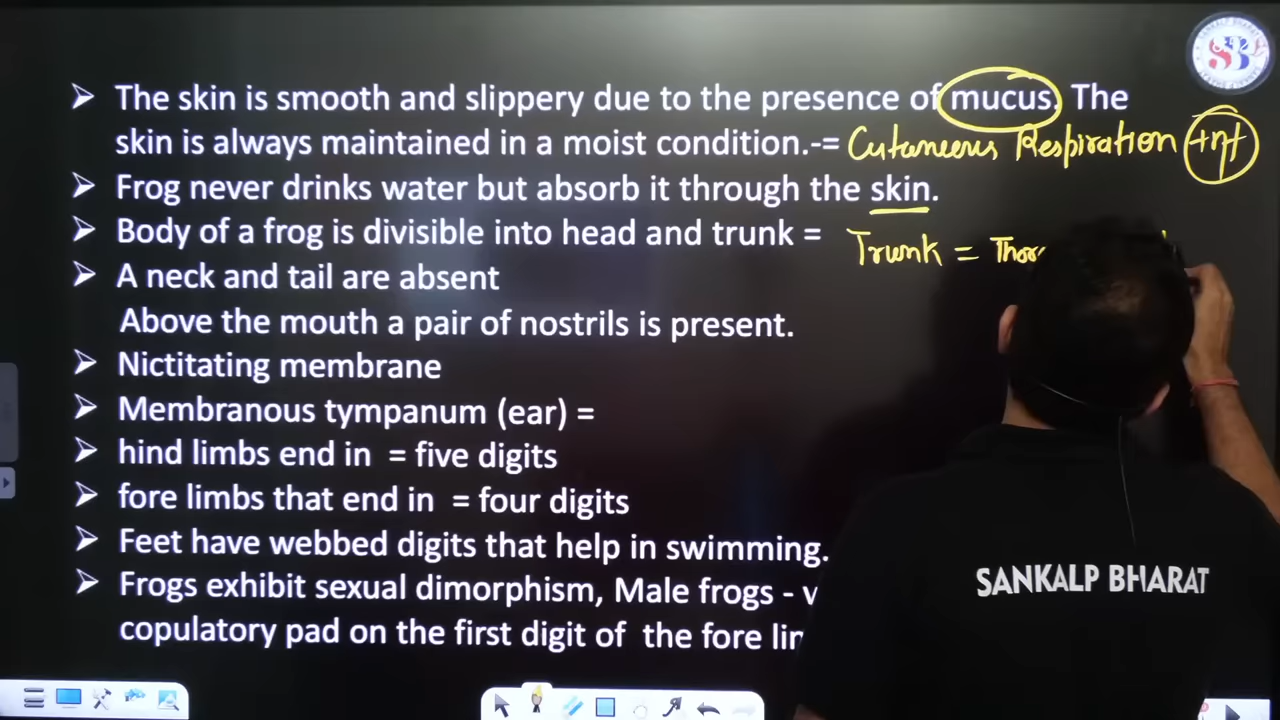 ➤ The skin is smooth and slippery due to the presence of mucus. The
skin is always maintained in a moist condition.-= Cutaneous Respiration
➤ Frog never drinks water but absorb it through the skin.
➤ Body of a frog is divisible into head and trunk = Trunk =
➤ A neck and tail are absent
Above the mouth a pair of nostrils is present.
➤ Nictitating membrane
➤ Membranous tympanum (ear) =
➤ hind limbs end in = five digits
➤ fore limbs that end in = four digits
➤ Feet have webbed digits that help in swimming.
➤ Frogs exhibit sexual dimorphism, Male frogs -
copulatory pad on the first digit of the fore
SANKALP BHARAT